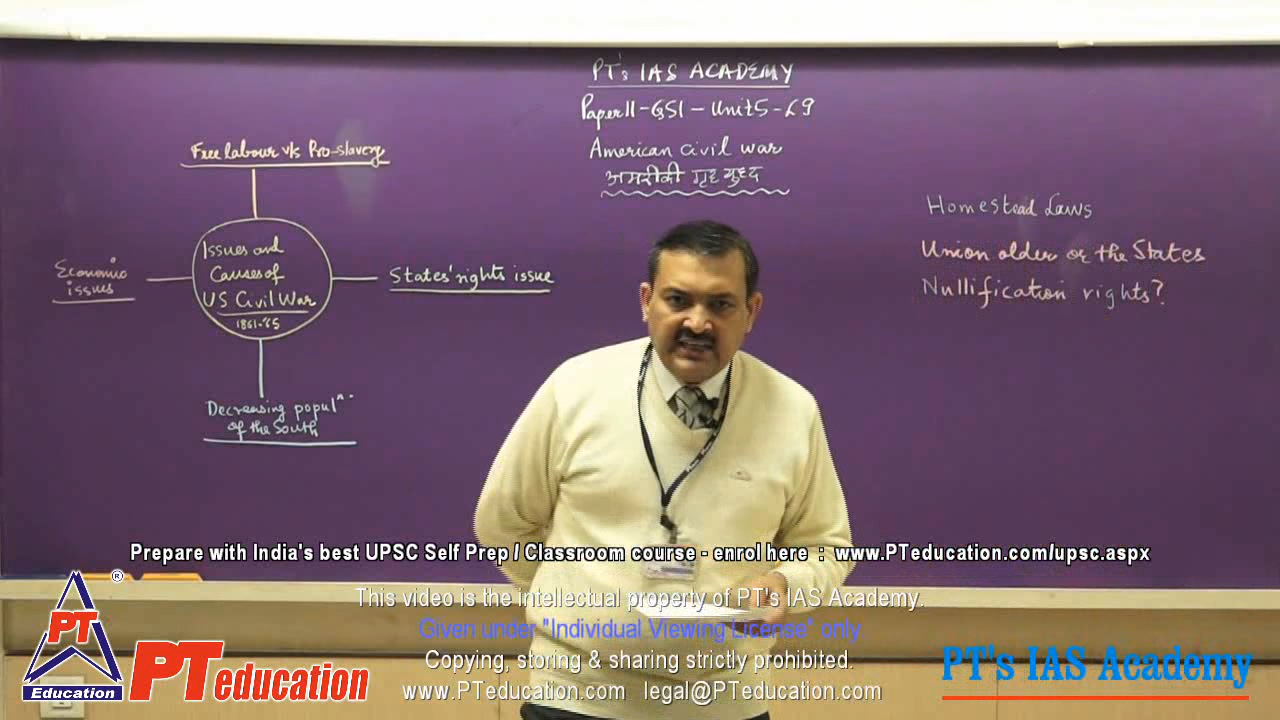 PT's IAS ACADEMY
Paper II - GSI - Unit 5 - L9
American civil war
अमरीकी गृह युध्द
Free labour v/s Pro-slavery
Issues and
Causes of
US Civil War
1861-'65
Economic
issues
States' rights issue
Decreasing popul^n.
of the South
Homestead Laws
Union older or the States
Nullification rights?
Prepare with India's best UPSC Self Prep / Classroom course - enrol here : www.PTeducation.com/upsc.aspx
This video is the intellectual property of PT's IAS Academy.
Given under "Individual Viewing License" only
Copying, storing & sharing strictly prohibited.
www.PTeducation.com legal@PTeducation.com
PT
®
Education
PT education
PT's IAS Academy